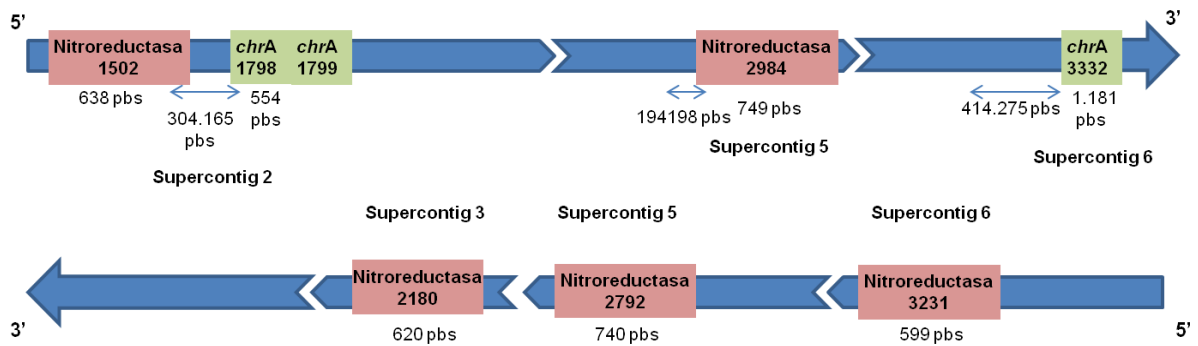 5’
3’
Nitroreductasa
1502
chrA
1798
chrA
1799
Nitroreductasa
2984
chrA
3332
638 pbs
554
pbs
304.165
pbs
194198 pbs
749 pbs
414.275 pbs
1.181
pbs
Supercontig 2
Supercontig 5
Supercontig 6
Supercontig 3
Supercontig 5
Supercontig 6
Nitroreductasa
2180
Nitroreductasa
2792
Nitroreductasa
3231
3’
5’
620 pbs
740 pbs
599 pbs